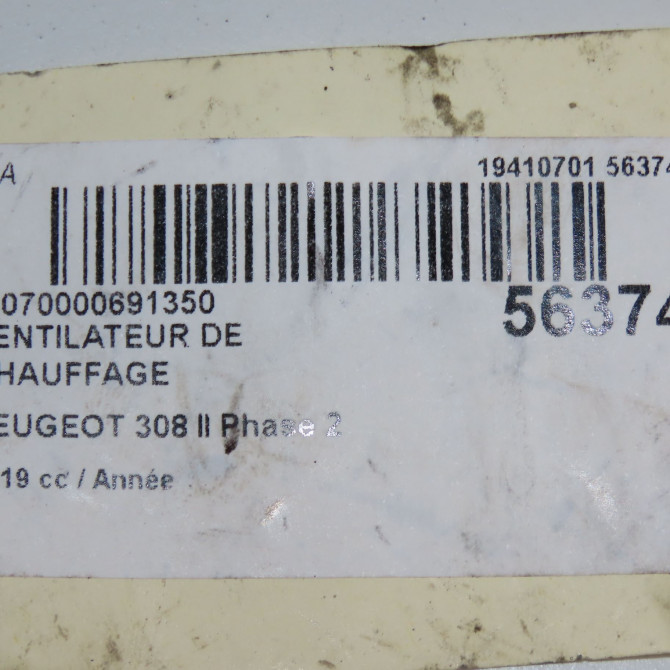 A
19410701 56374
070000691350
56374
ENTILATEUR DE
HAUFFAGE
EUGEOT 308 II Phase 2
19 cc / Année